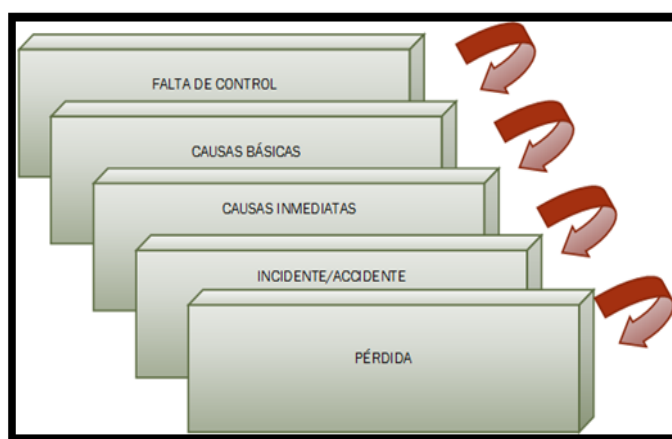 FALTA DE CONTROL
CAUSAS BÁSICAS
CAUSAS INMEDIATAS
INCIDENTE/ACCIDENTE
PÉRDIDA